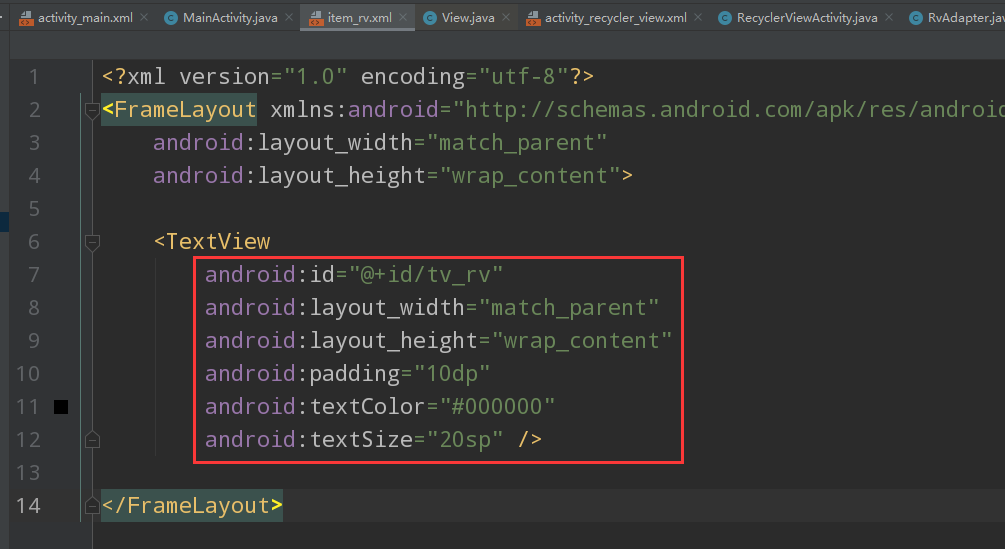 activity_main.xml MainActivity.java item_rv.xml View.java activity_recycler_view.xml RecyclerViewActivity.java RvAdapter.jav
1 <?xml version="1.0" encoding="utf-8"?>
2 <FrameLayout xmlns:android="http://schemas.android.com/apk/res/android
3 android:layout_width="match_parent"
4 android:layout_height="wrap_content">
5
6 <TextView
7 android:id="@+id/tv_rv"
8 android:layout_width="match_parent"
9 android:layout_height="wrap_content"
10 android:padding="10dp"
11 android:textColor="#000000"
12 android:textSize="20sp" />
13
14 </FrameLayout>